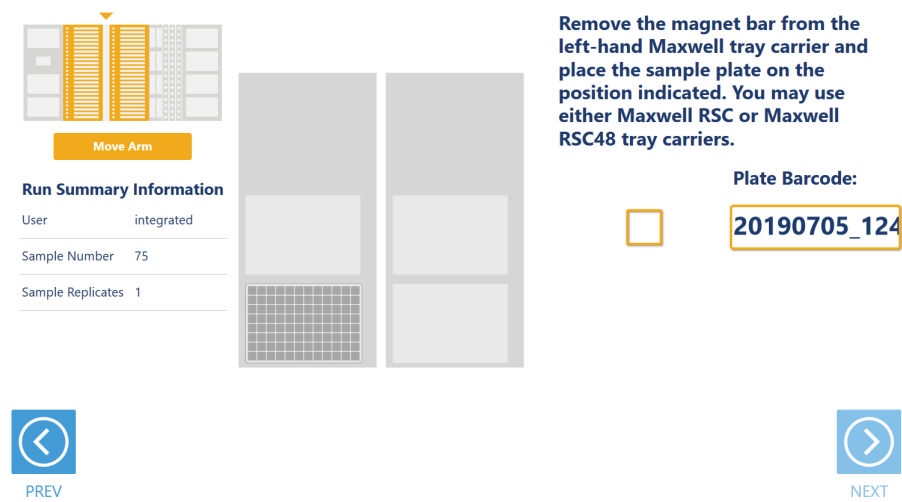 Move Arm
Run Summary Information
User integrated
Sample Number 75
Sample Replicates 1
Remove the magnet bar from the
left-hand Maxwell tray carrier and
place the sample plate on the
position indicated. You may use
either Maxwell RSC or Maxwell
RSC48 tray carriers.
Plate Barcode:
20190705_124
PREV
NEXT